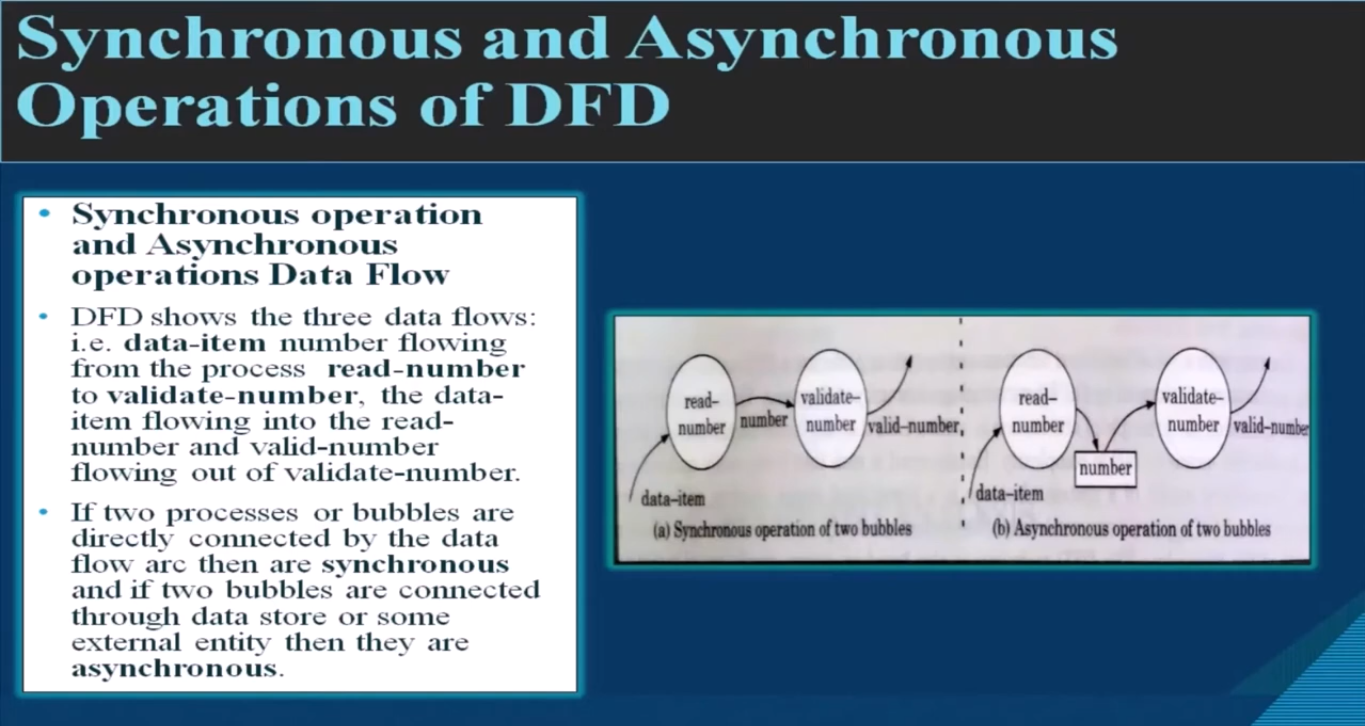 Synchronous and Asynchronous
Operations of DFD
• Synchronous operation
and Asynchronous
operations Data Flow
• DFD shows the three data flows:
i.e. data-item number flowing
from the process read-number
to validate-number, the data-
item flowing into the read-
number and valid-number
flowing out of validate-number.
• If two processes or bubbles are
directly connected by the data
flow arc then are synchronous
and if two bubbles are connected
through data store or some
external entity then they are
asynchronous.
read–
number
number
validate–
number
valid–number,
data–item
(a) Synchronous operation of two bubbles
read–
number
number
validate–
number
valid–number
data–item
(b) Asynchronous operation of two bubbles